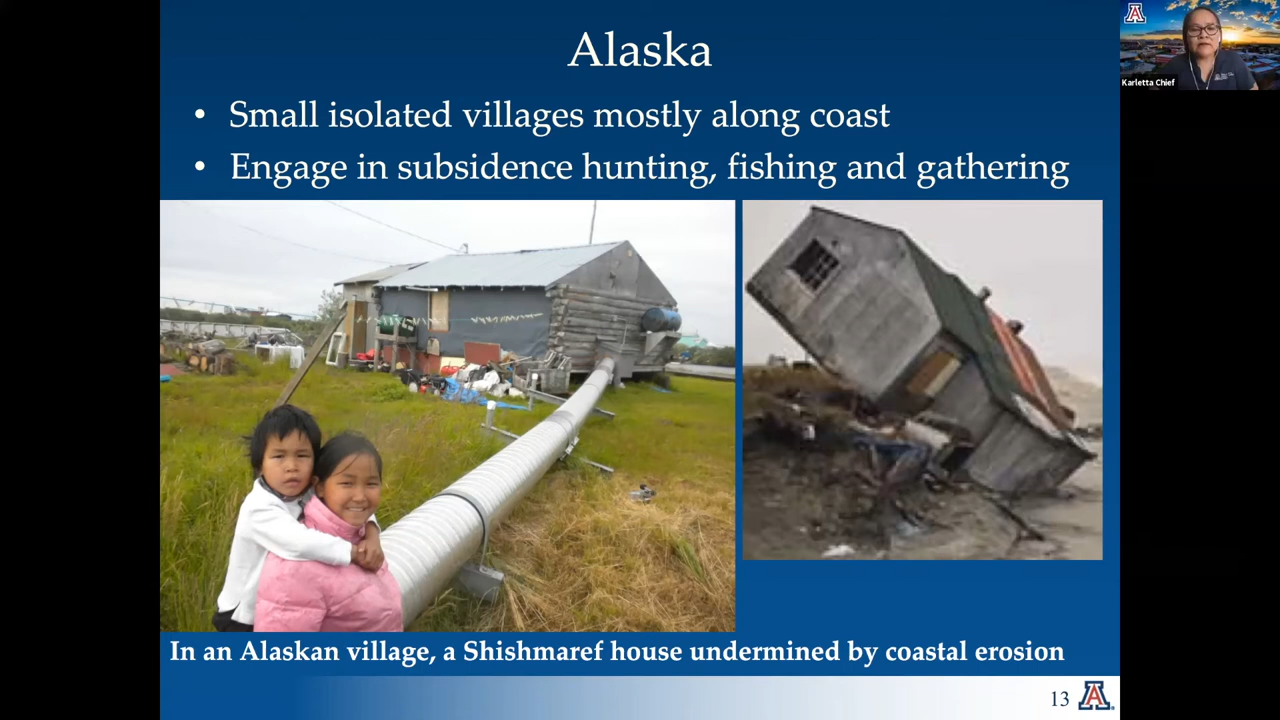 Alaska
• Small isolated villages mostly along coast
• Engage in subsidence hunting, fishing and gathering
In an Alaskan village, a Shishmaref house undermined by coastal erosion
13
A
A
Karletta Chief